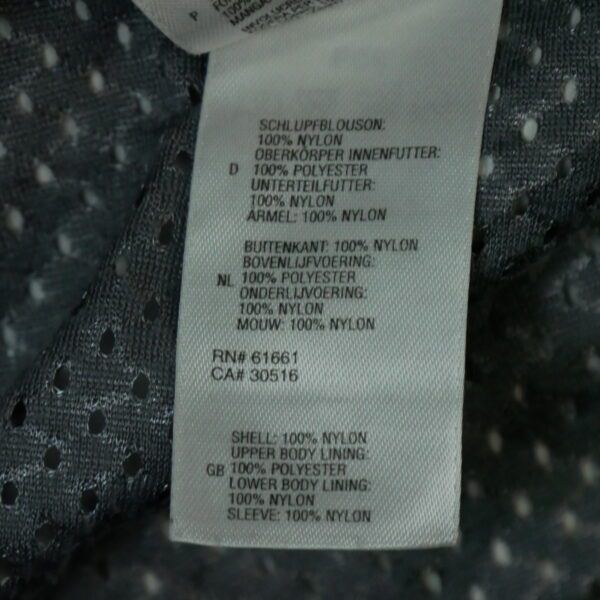 P
100%
SCHLUPFBLOUSON:
100% NYLON
OBERKÖRPER INNENFUTTER:
D 100% POLYESTER
UNTERTEILFUTTER:
100% NYLON
ÄRMEL: 100% NYLON
BUITENKANT: 100% NYLON
BOVENLIJFVOERING:
NL 100% POLYESTER
ONDERLIJFVOERING:
100% NYLON
MOUW: 100% NYLON
RN# 61661
CA# 30516
SHELL: 100% NYLON
UPPER BODY LINING:
GB 100% POLYESTER
LOWER BODY LINING:
100% NYLON
SLEEVE: 100% NYLON